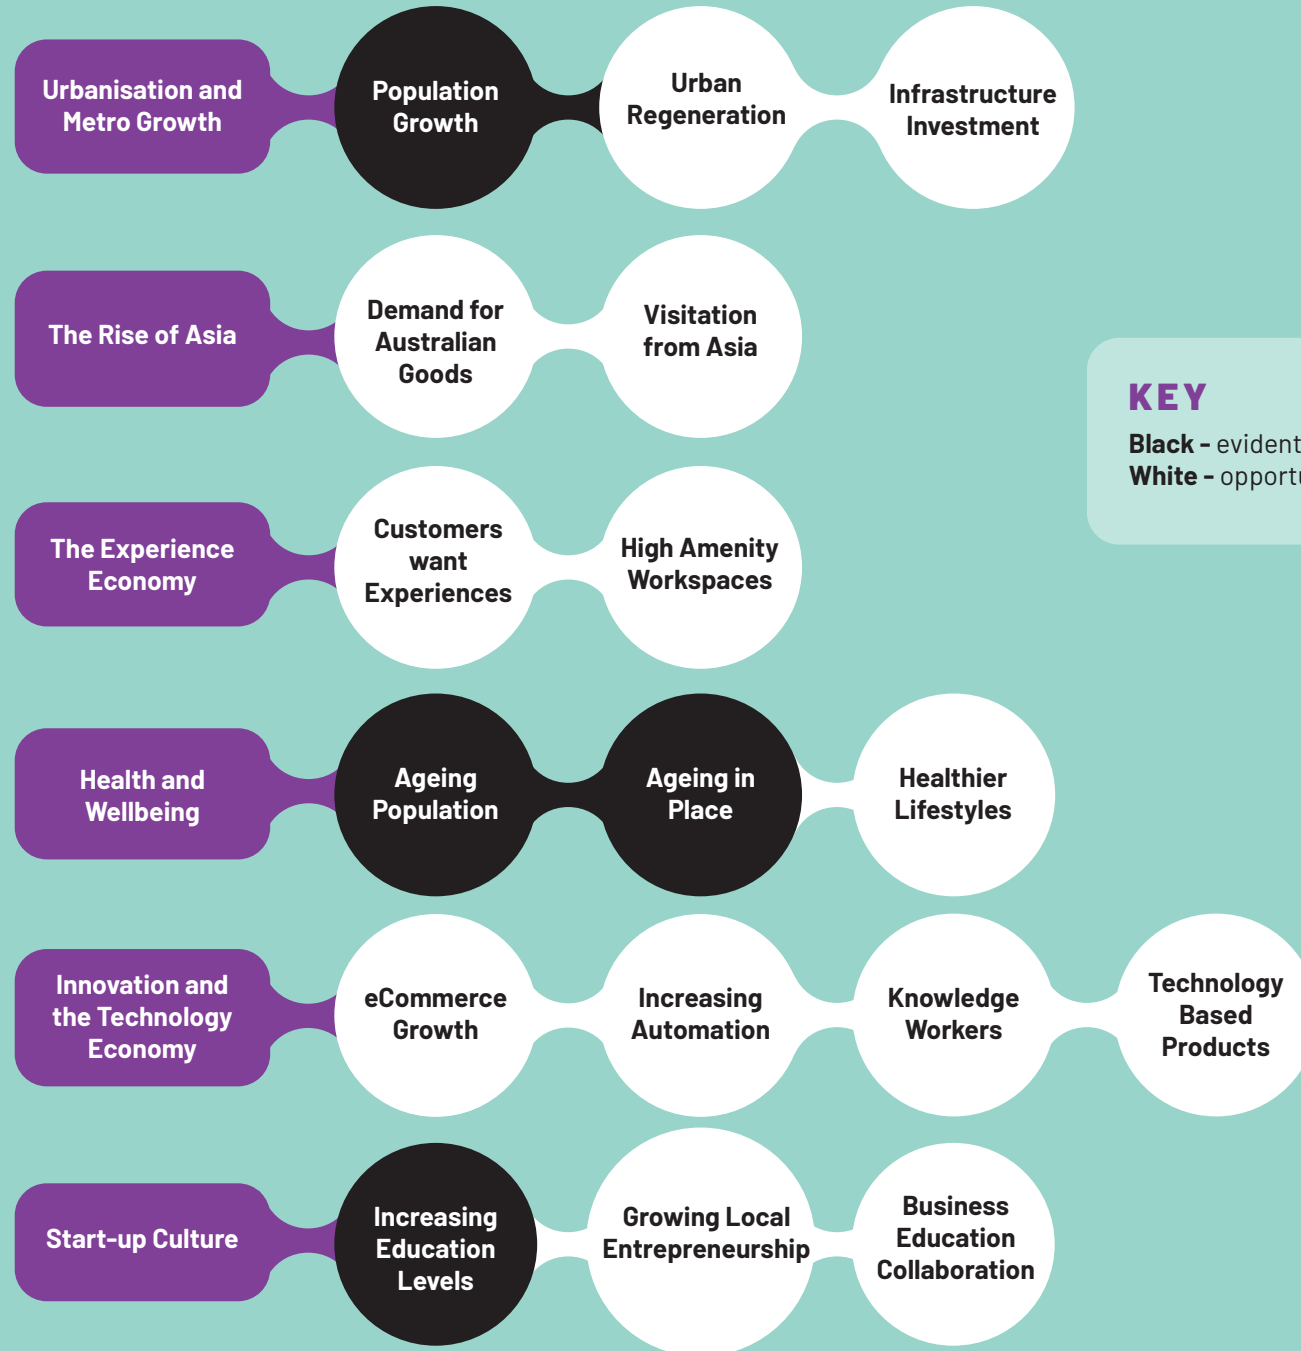 Urbanisation and
Metro Growth
Population
Growth
Urban
Regeneration
Infrastructure
Investment
The Rise of Asia
Demand for
Australian
Goods
Visitation
from Asia
KEY
Black - evident
White -
The Experience
Economy
Customers
want
Experiences
High Amenity
Workspaces
Health and
Wellbeing
Ageing
Population
Ageing in
Place
Healthier
Lifestyles
Innovation and
the Technology
Economy
eCommerce
Growth
Increasing
Automation
Knowledge
Workers
Technology
Based
Products
Start-up Culture
Increasing
Education
Levels
Growing Local
Entrepreneurship
Business
Education
Collaboration